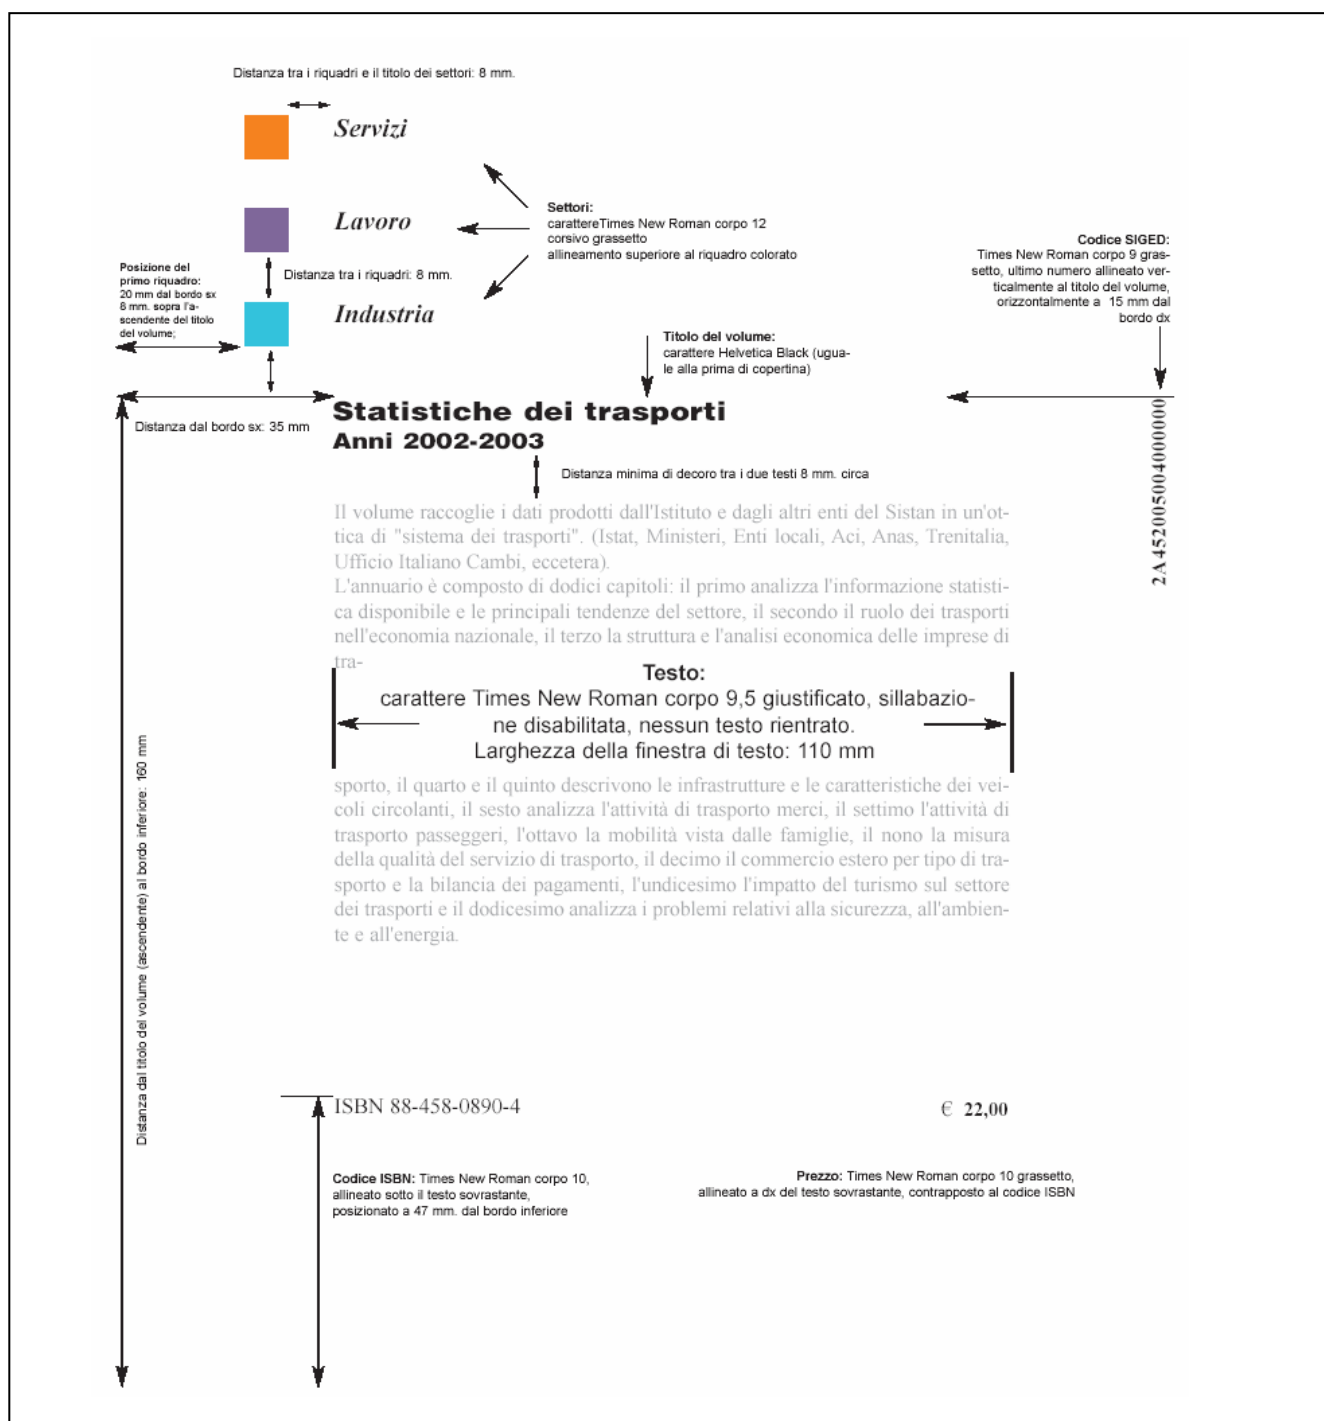 Distanza tra i riquadri e il titolo dei settori: 8 mm.
Servizi
Lavoro
Settori:
carattereTimes New Roman corpo 12
corsivo grassetto
allineamento superiore al riquadro colorato
Codice SIGED:
Times New Roman corpo 9 gras-
setto, ultimo numero allineato ver-
ticalmente al titolo del volume,
orizzontalmente a 15 mm dal
bordo dx
Posizione del
primo riquadro:
20 mm dal bordo sx
8 mm. sopra l'a-
scendente del titolo
del volume;
Distanza tra i riquadri: 8 mm.
Industria
Titolo del volume:
carattere Helvetica Black (ugua-
le alla prima di copertina)
Distanza dal bordo sx: 35 mm
Statistiche dei trasporti
Anni 2002-2003
2A452005004000000
Distanza minima di decoro tra i due testi 8 mm. circa
Il volume raccoglie i dati prodotti dall'Istituto e dagli altri enti del Sistan in un'ot-
tica di "sistema dei trasporti". (Istat, Ministeri, Enti locali, Aci, Anas, Trenitalia,
Ufficio Italiano Cambi, eccetera).
L'annuario è composto di dodici capitoli: il primo analizza l'informazione statisti-
ca disponibile e le principali tendenze del settore, il secondo il ruolo dei trasporti
nell'economia nazionale, il terzo la struttura e l'analisi economica delle imprese di
tra-
Testo:
carattere Times New Roman corpo 9,5 giustificato, sillabazio-
ne disabilitata, nessun testo rientrato.
Larghezza della finestra di testo: 110 mm
sporto, il quarto e il quinto descrivono le infrastrutture e le caratteristiche dei vei-
coli circolanti, il sesto analizza l'attività di trasporto merci, il settimo l'attività di
trasporto passeggeri, l'ottavo la mobilità vista dalle famiglie, il nono la misura
della qualità del servizio di trasporto, il decimo il commercio estero per tipo di tra-
sporto e la bilancia dei pagamenti, l'undicesimo l'impatto del turismo sul settore
dei trasporti e il dodicesimo analizza i problemi relativi alla sicurezza, all'ambien-
te e all'energia.
Distanza dal titolo del volume (ascendente) al bordo inferiore: 160 mm
ISBN 88-458-0890-4
€ 22,00
Codice ISBN: Times New Roman corpo 10,
allineato sotto il testo sovrastante,
posizionato a 47 mm. dal bordo inferiore
Prezzo: Times New Roman corpo 10 grassetto,
allineato a dx del testo sovrastante, contrapposto al codice ISBN